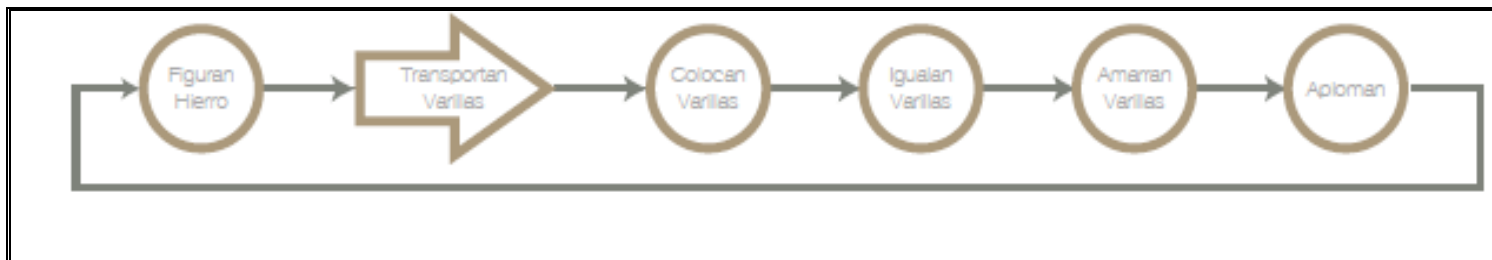 Figuran
Hierro
Transportan
Varillas
Colocan
Varillas
Igualan
Varillas
Amarran
Varillas
Aploman